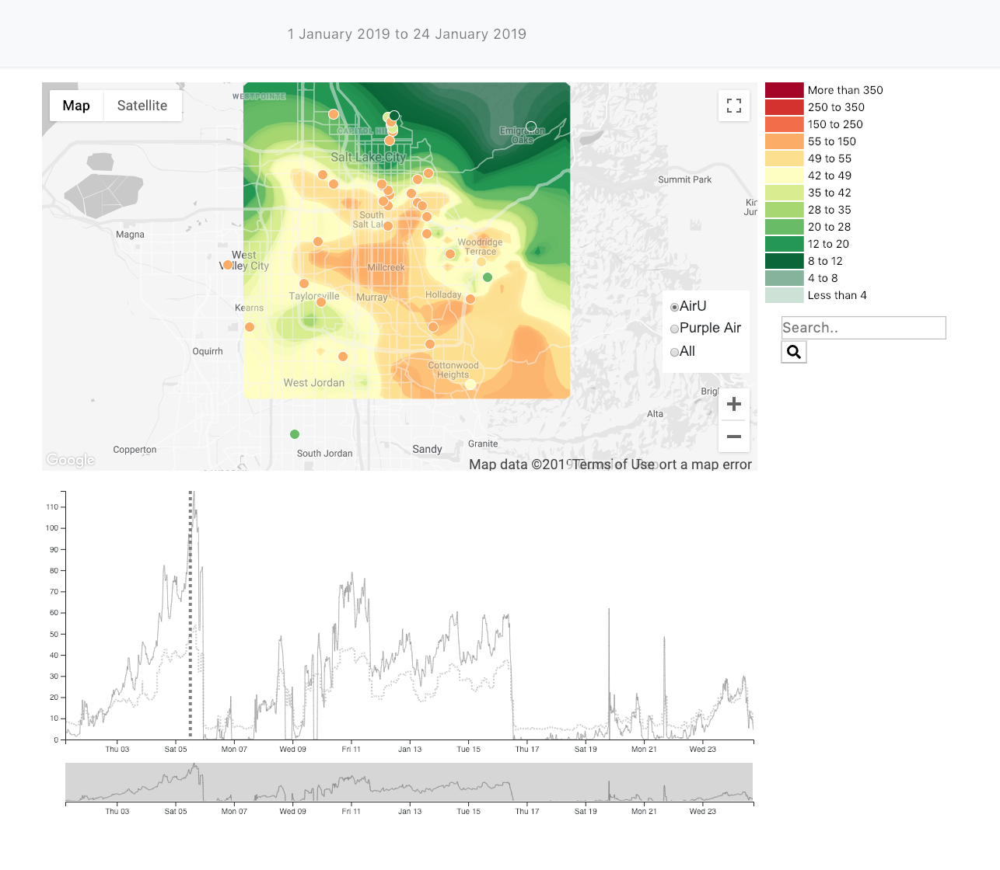 1 January 2019 to 24 January 2019
Map
Satellite
WESTPOINTE
CAPITOL HI
Emigration
Oaks
Salt Lake City
Summit Park
Kin
Jur
Magna
South
Salt Lak
Woodridge
Terrace
West
Valley City
Millcreek
Taylorsville
Murray
Holladay
Kearns
Oquirrh
Cottonwood
Heights
West Jordan
Brig
Alta
Copperton
South Jordan
Sandy
Granite
Google
Map data ©2019
Terms of Use
ort a map error
AirU
Purple Air
All
More than 350
250 to 350
150 to 250
55 to 150
49 to 55
42 to 49
35 to 42
28 to 35
20 to 28
12 to 20
8 to 12
4 to 8
Less than 4
Search..
110
100
90
80
70
60
50
40
30
20
10
0
Thu 03 Sat 05 Mon 07 Wed 09 Fri 11 Jan 13 Tue 15 Thu 17 Sat 19 Mon 21 Wed 23
Thu 03 Sat 05 Mon 07 Wed 09 Fri 11 Jan 13 Tue 15 Thu 17 Sat 19 Mon 21 Wed 23